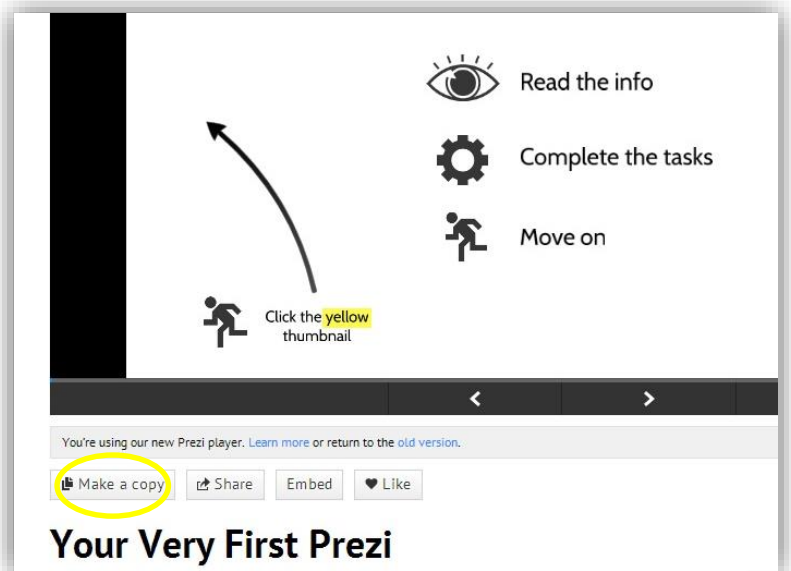 Read the info
Complete the tasks
Move on
Click the yellow
thumbnail
You're using our new Prezi player. Learn more or return to the old version.
Make a copy
Share
Embed
Like
Your Very First Prezi